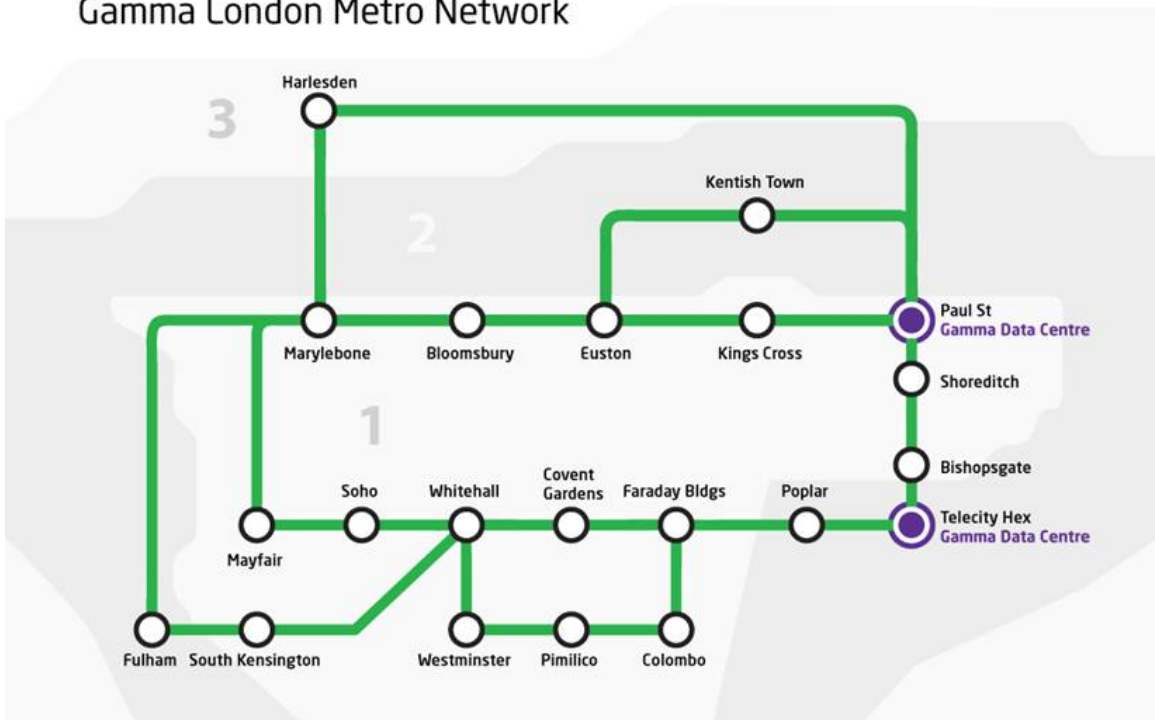 Gamma London Metro Network
Harlesden
3
Kentish Town
2
Paul St
Gamma Data Centre
Marylebone
Bloomsbury
Euston
Kings Cross
Shoreditch
1
Bishopsgate
Soho
Whitehall
Covent
Gardens
Faraday Bldgs
Poplar
Telecity Hex
Gamma Data Centre
Mayfair
Fulham
South Kensington
Westminster
Pimilico
Colombo